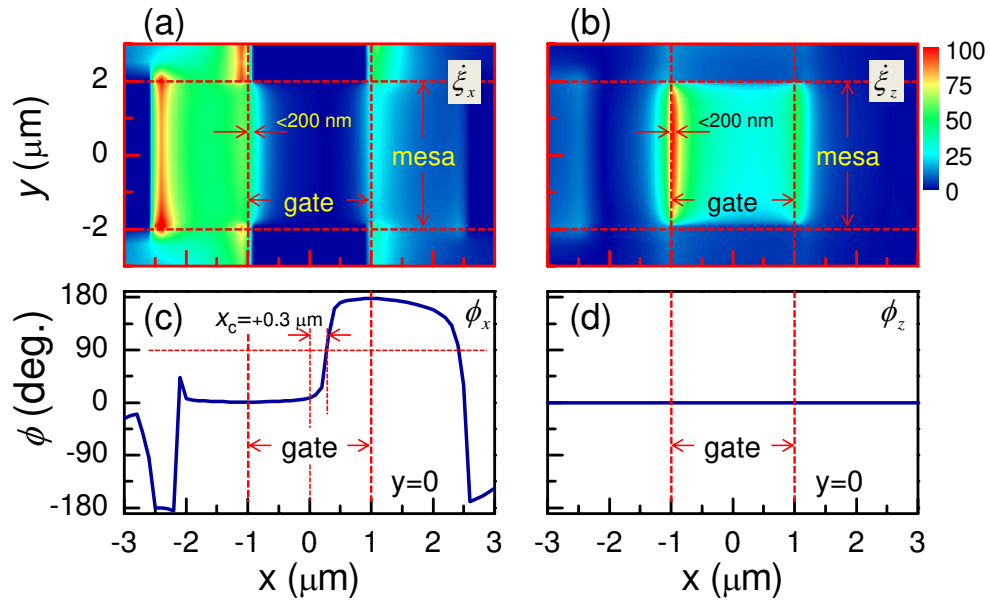 (a)
(b)
ξ̇x
ξ̇z
100
75
50
25
0
<200 nm
<200 nm
mesa
mesa
gate
gate
y (μm)
2
0
-2
(c)
(d)
ϕx
ϕz
xc=+0.3 μm
180
90
0
-90
-180
ϕ (deg.)
gate
gate
y=0
y=0
-3 -2 -1 0 1 2 3
-3 -2 -1 0 1 2 3
x (μm)
x (μm)